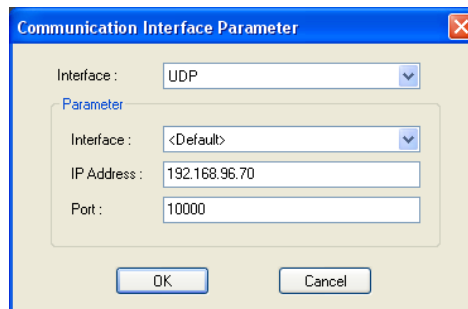 Communication Interface Parameter
Interface : UDP
Parameter
Interface : <Default>
IP Address : 192.168.96.70
Port : 10000
OK Cancel